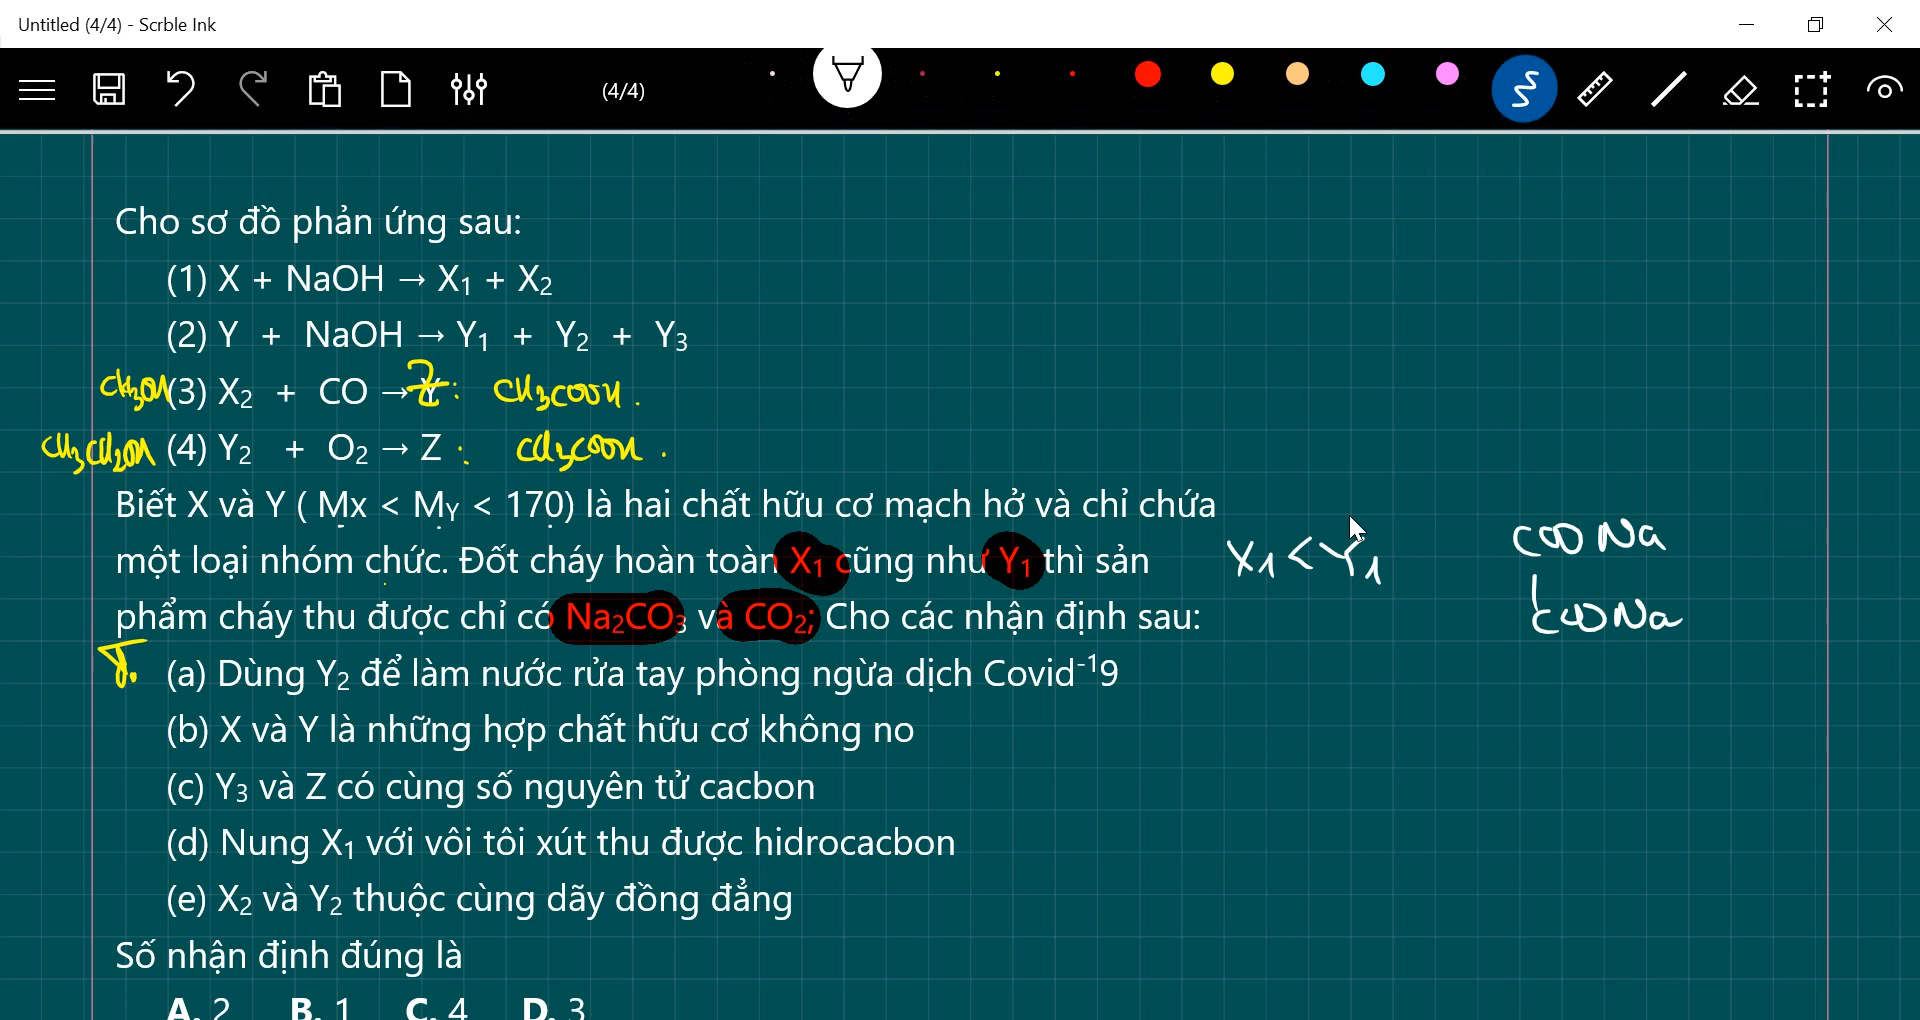 Untitled (4/4) - Scrble Ink
(4/4)
Cho sơ đồ phản ứng sau:
(1) X + NaOH → X₁ + X₂
(2) Y + NaOH → Y₁ + Y₂ + Y₃
CH₃OH (3) X₂ + CO → Z : CH₃COOH .
CH₃CH₂OH (4) Y₂ + O₂ → Z : CH₃COOH .
Biết X và Y ( Mx < M_Y < 170) là hai chất hữu cơ mạch hở và chỉ chứa
một loại nhóm chức. Đốt cháy hoàn toàn X₁ cũng như Y₁ thì sản
X₁ < Y₁
COONa
phẩm cháy thu được chỉ có Na₂CO₃ và CO₂; Cho các nhận định sau:
COONa
(a) Dùng Y₂ để làm nước rửa tay phòng ngừa dịch Covid⁻¹9
(b) X và Y là những hợp chất hữu cơ không no
(c) Y₃ và Z có cùng số nguyên tử cacbon
(d) Nung X₁ với vôi tôi xút thu được hidrocacbon
(e) X₂ và Y₂ thuộc cùng dãy đồng đẳng
Số nhận định đúng là
A. 2 B. 1 C. 4 D. 3